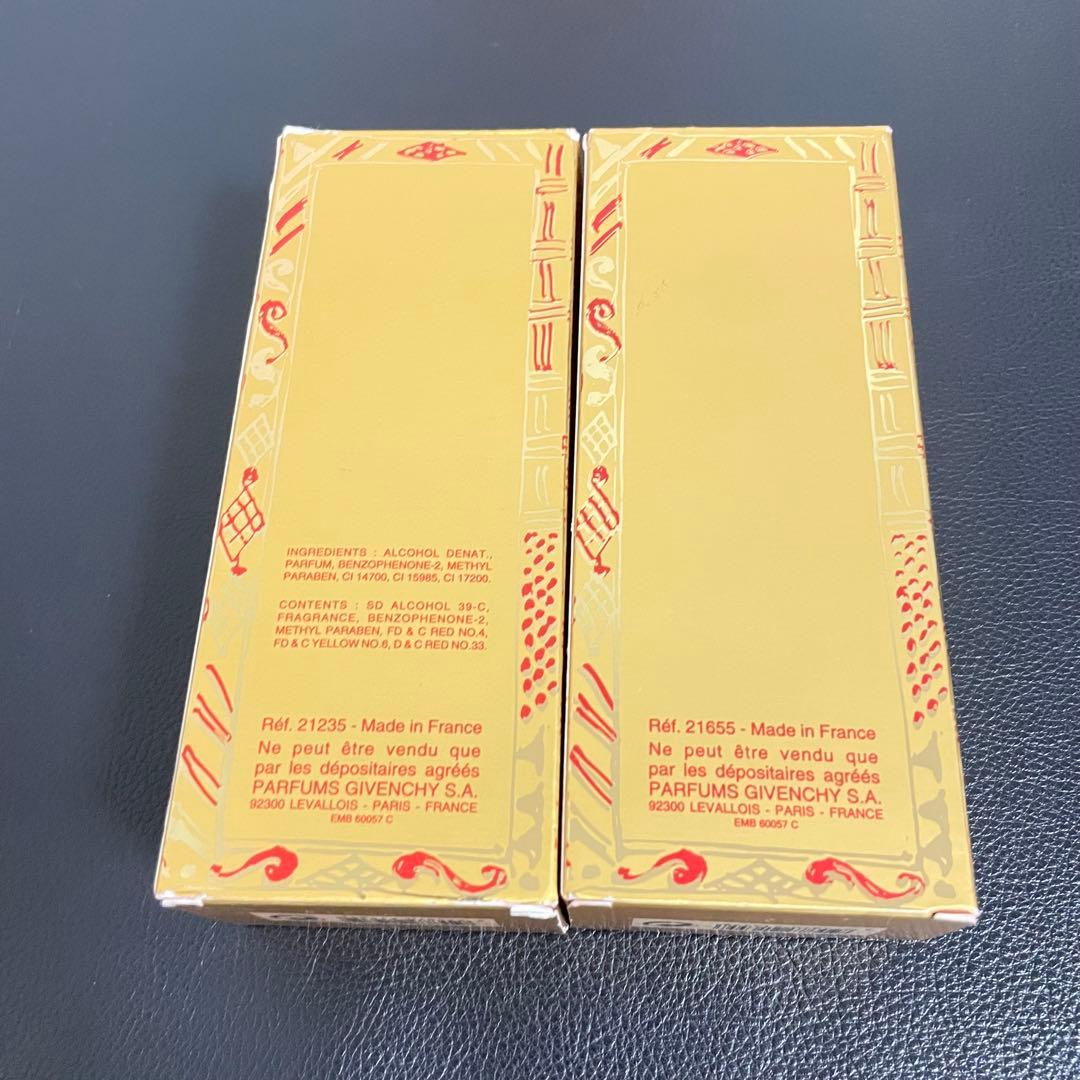 INGREDIENTS : ALCOHOL DENAT.,
PARFUM, BENZOPHENONE-2, METHYL
PARABEN, CI 14700, CI 15985, CI 17200.
CONTENTS : SD ALCOHOL 39-C,
FRAGRANCE, BENZOPHENONE-2,
METHYL PARABEN, FD & C RED NO.4,
FD & C YELLOW NO.6, D & C RED NO.33.
Réf. 21235 - Made in France
Ne peut être vendu que
par les dépositaires agréés
PARFUMS GIVENCHY S.A.
92300 LEVALLOIS - PARIS - FRANCE
EMB 60057 C
Réf. 21655 - Made in France
Ne peut être vendu que
par les dépositaires agréés
PARFUMS GIVENCHY S.A.
92300 LEVALLOIS - PARIS - FRANCE
EMB 60057 C